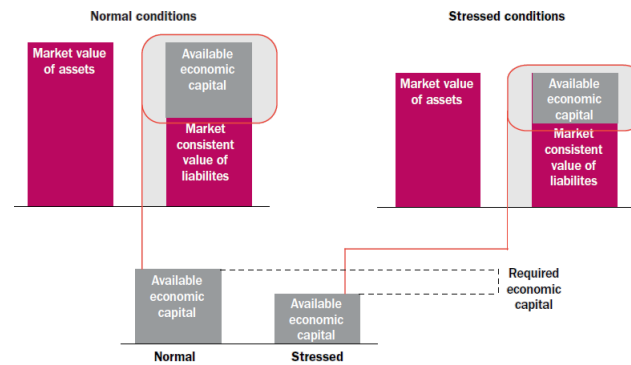 Normal conditions
Market value
of assets
Available
economic
capital
Market
consistent
value of
liabilites
Stressed conditions
Market value
of assets
Available
economic
capital
Market
consistent
value of
liabilities
Available
economic
capital
Normal
Available
economic
capital
Stressed
Required
economic
capital